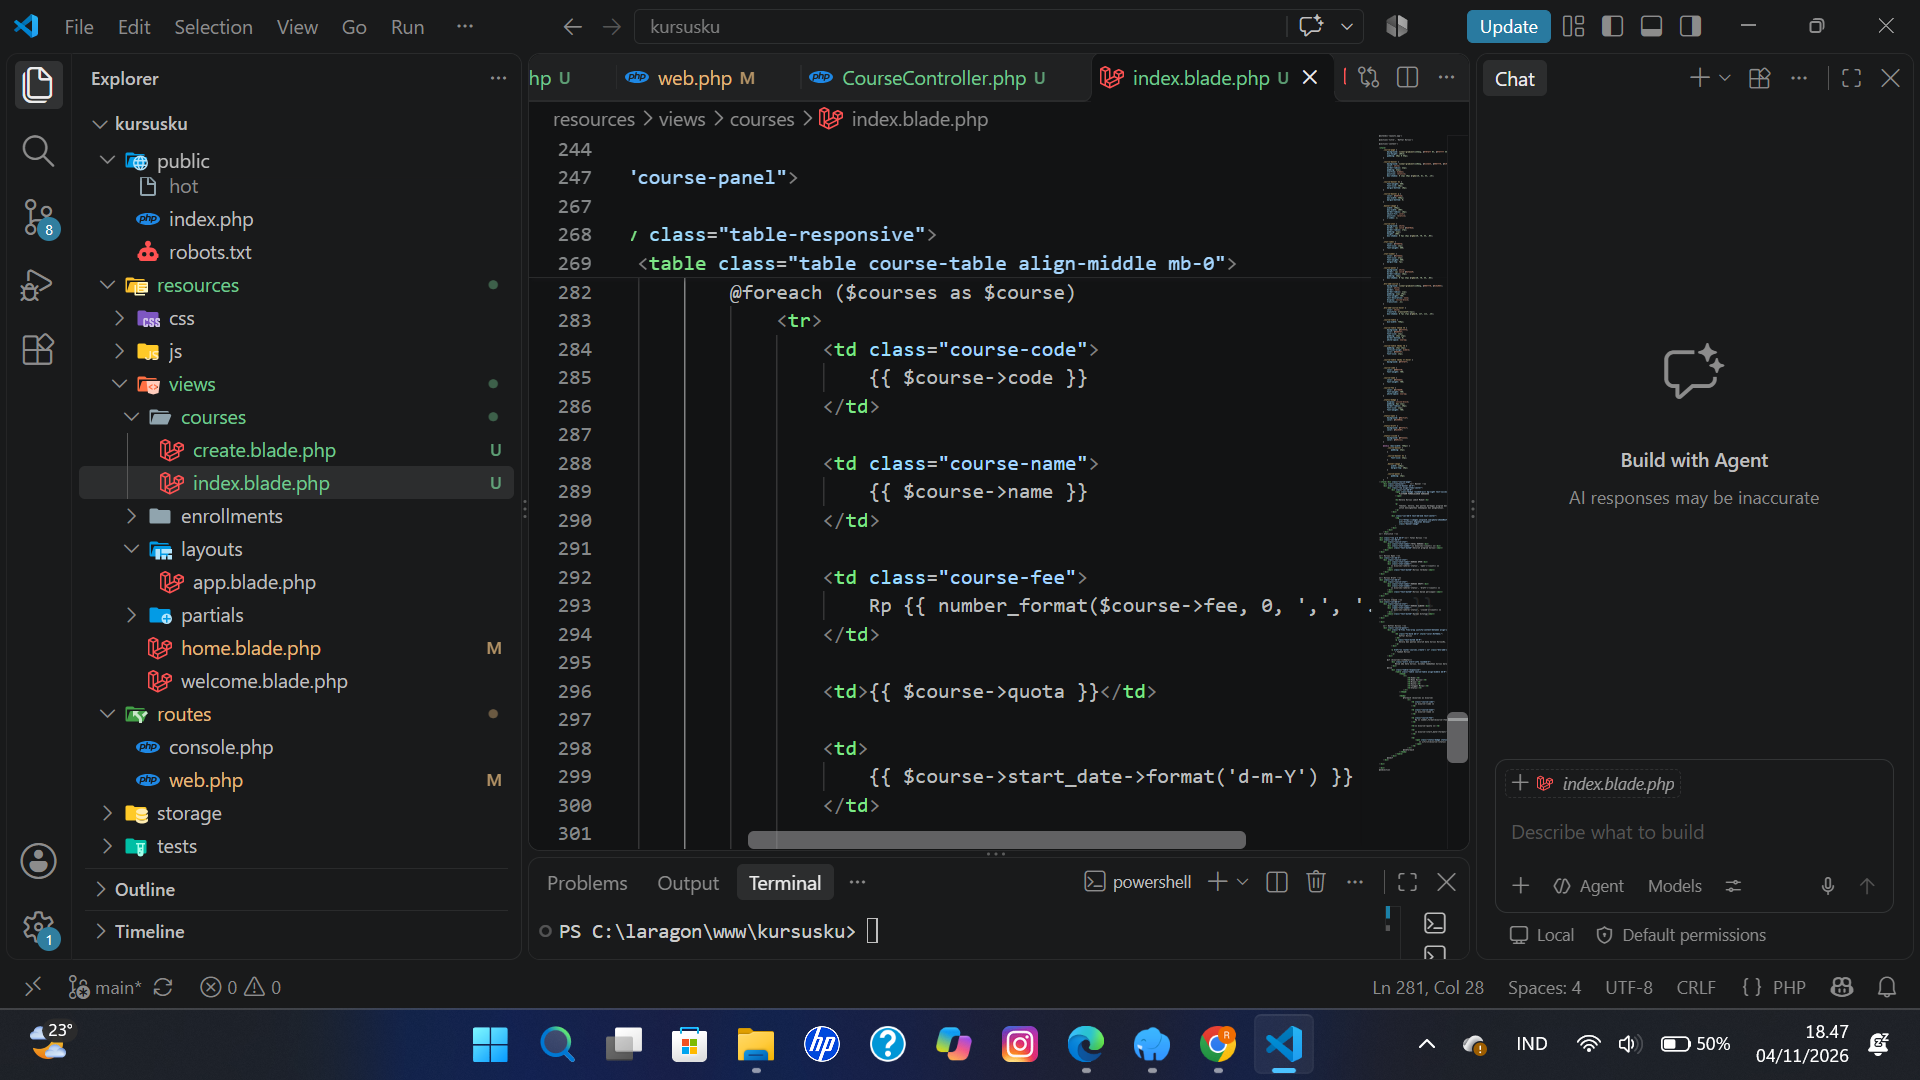 File Edit Selection View Go Run ···
kursusku
Update
Explorer
kursusku
public
hot
index.php
robots.txt
resources
css
js
views
courses
create.blade.php U
index.blade.php U
enrollments
layouts
app.blade.php
partials
home.blade.php M
welcome.blade.php
routes
console.php
web.php M
storage
tests
Outline
Timeline
8
1
hp U
web.php M
CourseController.php U
index.blade.php U
resources > views > courses > index.blade.php
244
247 'course-panel">
267
268 / class="table-responsive">
269 <table class="table course-table align-middle mb-0">
282 @foreach ($courses as $course)
283 <tr>
284 <td class="course-code">
285 {{ $course->code }}
286 </td>
287
288 <td class="course-name">
289 {{ $course->name }}
290 </td>
291
292 <td class="course-fee">
293 Rp {{ number_format($course->fee, 0, ',', '.
294 </td>
295
296 <td>{{ $course->quota }}</td>
297
298 <td>
299 {{ $course->start_date->format('d-m-Y') }}
300 </td>
301
Problems Output Terminal ···
powershell
PS C:\laragon\www\kursusku>
Chat
Build with Agent
AI responses may be inaccurate
index.blade.php
Describe what to build
Agent Models
Local Default permissions
main* 0 0
Ln 281, Col 28 Spaces: 4 UTF-8 CRLF { } PHP
23°
IND
50%
18.47
04/11/2026